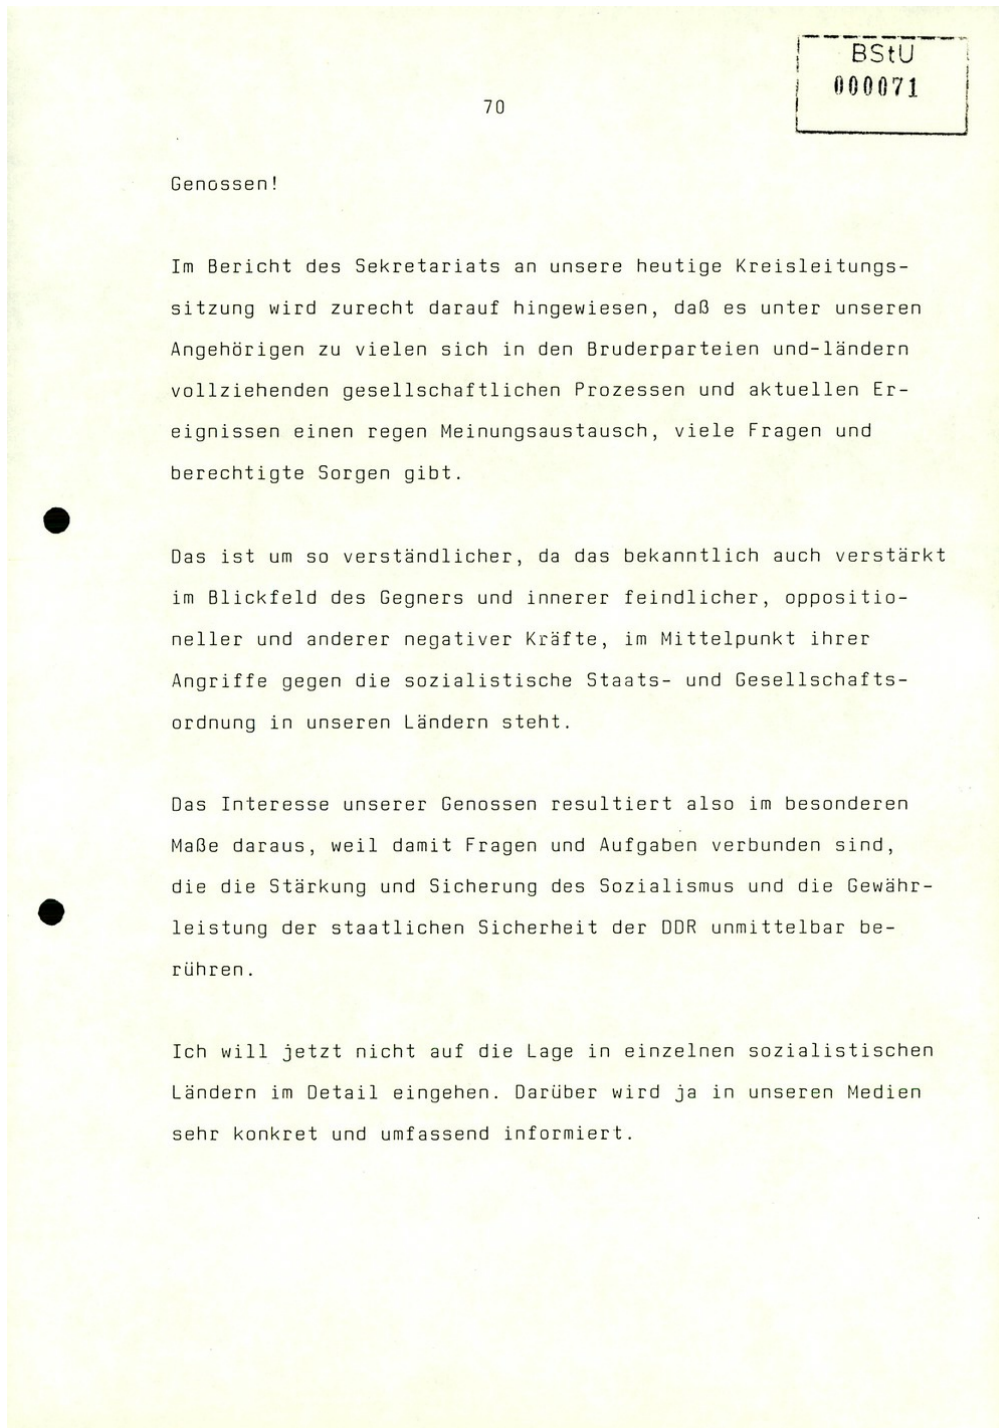 BStU
000071
70
Genossen!
Im Bericht des Sekretariats an unsere heutige Kreisleitungs-
sitzung wird zurecht darauf hingewiesen, daß es unter unseren
Angehörigen zu vielen sich in den Bruderparteien und-ländern
vollziehenden gesellschaftlichen Prozessen und aktuellen Er-
eignissen einen regen Meinungsaustausch, viele Fragen und
berechtigte Sorgen gibt.
Das ist um so verständlicher, da das bekanntlich auch verstärkt
im Blickfeld des Gegners und innerer feindlicher, oppositio-
neller und anderer negativer Kräfte, im Mittelpunkt ihrer
Angriffe gegen die sozialistische Staats- und Gesellschafts-
ordnung in unseren Ländern steht.
Das Interesse unserer Genossen resultiert also im besonderen
Maße daraus, weil damit Fragen und Aufgaben verbunden sind,
die die Stärkung und Sicherung des Sozialismus und die Gewähr-
leistung der staatlichen Sicherheit der DDR unmittelbar be-
rühren.
Ich will jetzt nicht auf die Lage in einzelnen sozialistischen
Ländern im Detail eingehen. Darüber wird ja in unseren Medien
sehr konkret und umfassend informiert.